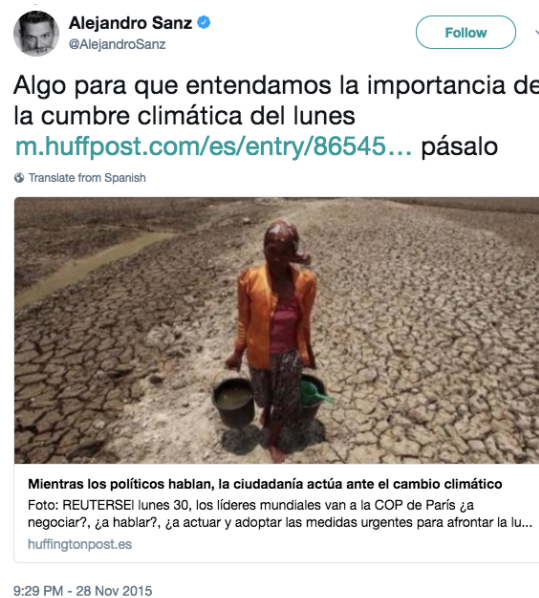 Alejandro Sanz
@AlejandroSanz
Follow
Algo para que entendamos la importancia de
la cumbre climática del lunes
m.huffpost.com/es/entry/86545… pásalo
Translate from Spanish
Mientras los políticos hablan, la ciudadanía actúa ante el cambio climático
Foto: REUTERSEl lunes 30, los líderes mundiales van a la COP de París ¿a
negociar?, ¿a hablar?, ¿a actuar y adoptar las medidas urgentes para afrontar la lu...
huffingtonpost.es
9:29 PM - 28 Nov 2015